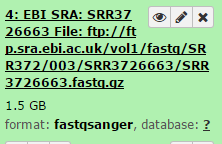 4: EBI SRA: SRR37
26663 File: ftp://ft
p.sra.ebi.ac.uk/vol1/fastq/SR
R372/003/SRR3726663/SRR
3726663.fastq.gz
1.5 GB
format: fastqsanger, database: ?